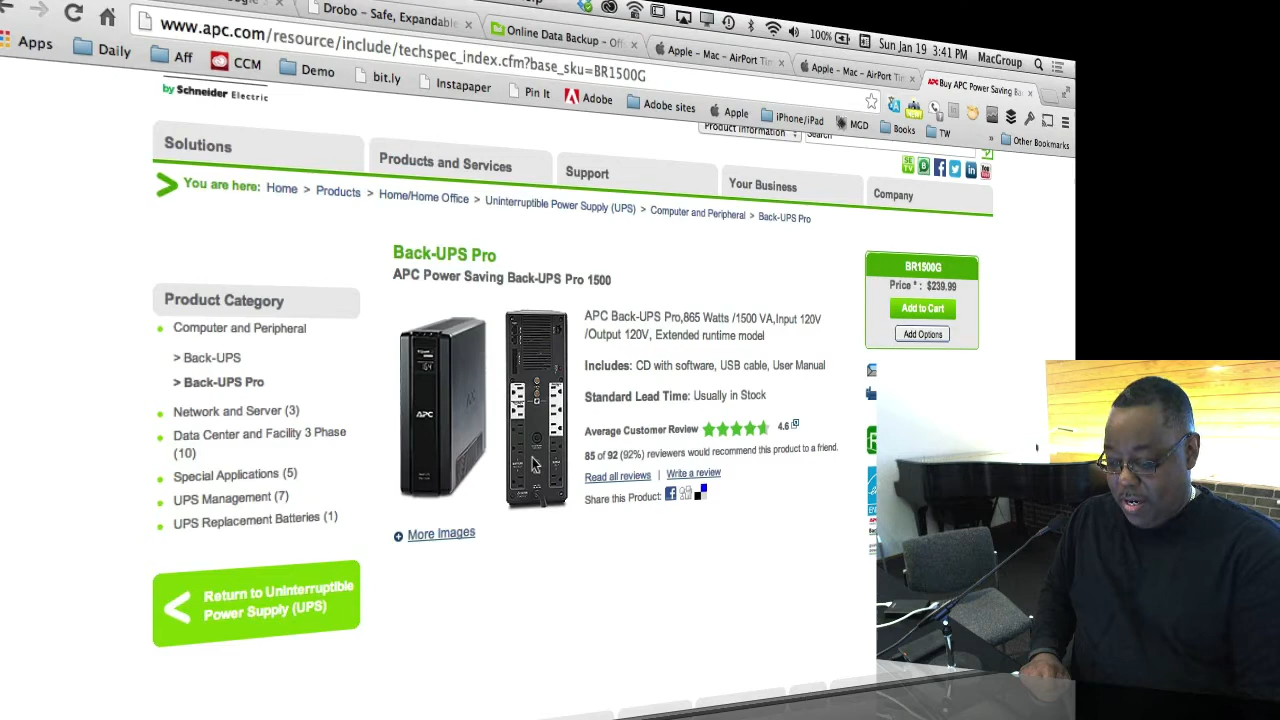 Drobo - Safe, Expandable
Online Data Backup - Off
Apple - Mac - AirPort Tim
Apple - Mac - AirPort Tim
Buy APC Power Saving Ba
100%
Sun Jan 19 3:41 PM MacGroup
www.apc.com/resource/include/techspec_index.cfm?base_sku=BR1500G
Apps Daily Aff CCM Demo bit.ly Instapaper Pin It Adobe Adobe sites Apple iPhone/iPad MGD Books TW » Other Bookmarks
by Schneider Electric
Product Information Search
Solutions Products and Services Support Your Business Company
You are here: Home > Products > Home/Home Office > Uninterruptible Power Supply (UPS) > Computer and Peripheral > Back-UPS Pro
Back-UPS Pro
APC Power Saving Back-UPS Pro 1500
BR1500G
Price * : $239.99
Add to Cart
Add Options
Product Category
Computer and Peripheral
> Back-UPS
> Back-UPS Pro
Network and Server (3)
Data Center and Facility 3 Phase
(10)
Special Applications (5)
UPS Management (7)
UPS Replacement Batteries (1)
Return to Uninterruptible
Power Supply (UPS)
APC
More Images
APC Back-UPS Pro,865 Watts /1500 VA,Input 120V
/Output 120V, Extended runtime model
Includes: CD with software, USB cable, User Manual
Standard Lead Time: Usually in Stock
Average Customer Review 4.6
85 of 92 (92%) reviewers would recommend this product to a friend.
Read all reviews | Write a review
Share this Product: